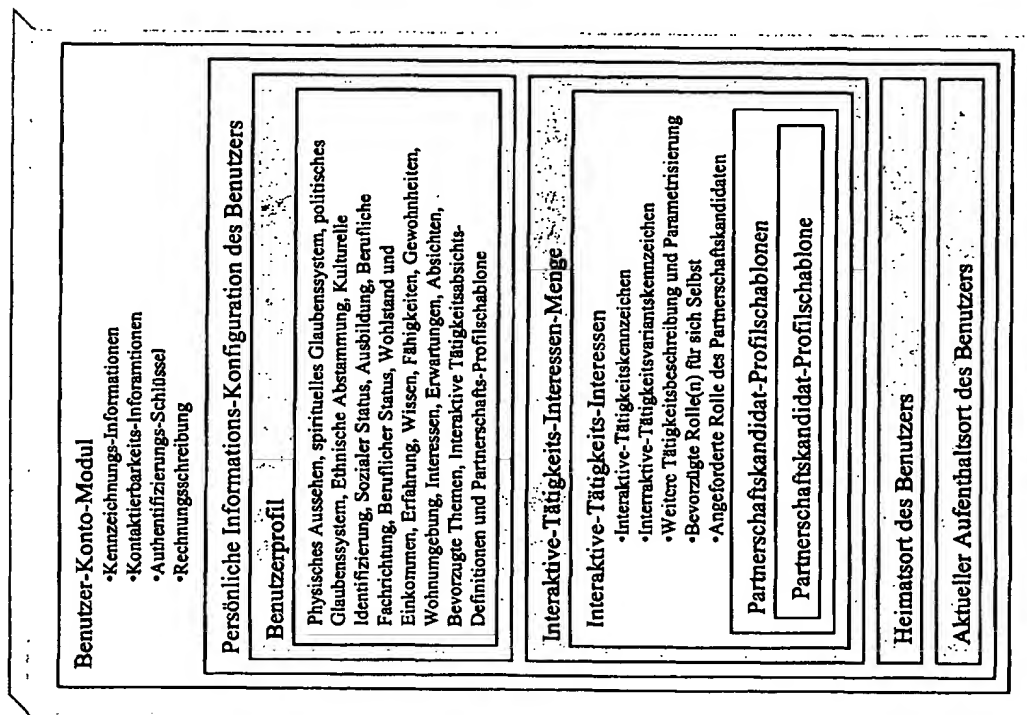 Benutzer-Konto-Modul
•Kennzeichnungs-Informationen
•Kontaktierbarkeits-Inforamtionen
•Authentifizierungs-Schlüssel
•Rechnungsschreibung
Persönliche Informations-Konfiguration des Benutzers
Benutzerprofil
Physisches Aussehen, spirituelles Glaubenssystem, politisches
Glaubenssystem, Ethnische Abstammung, Kulturelle
Identifizierung, Sozialer Status, Ausbildung, Berufliche
Fachrichtung, Beruflicher Status, Wohlstand und
Einkommen, Erfahrung, Wissen, Fähigkeiten, Gewohnheiten,
Wohnumgebung, Interessen, Erwartungen, Absichten,
Bevorzugte Themen, Interaktive Tätigkeitsabsichts-
Definitionen und Partnerschafts-Profilschablone
Interaktive-Tätigkeits-Interessen-Menge
Interaktive-Tätigkeits-Interessen
•Interaktive-Tätigkeitskennzeichen
•Interraktive-Tätigkeitsvariantskennzeichen
•Weitere Tätigkeitsbeschreibung und Parametrisierung
•Bevorzügte Rolle(n) für sich Selbst
•Angeforderte Rolle des Partnerschaftskandidaten
Partnerschaftskandidat-Profilschablonen
Partnerschaftskandidat-Profilschablone
Heimatsort des Benutzers
Aktueller Aufenthaltsort des Benutzers